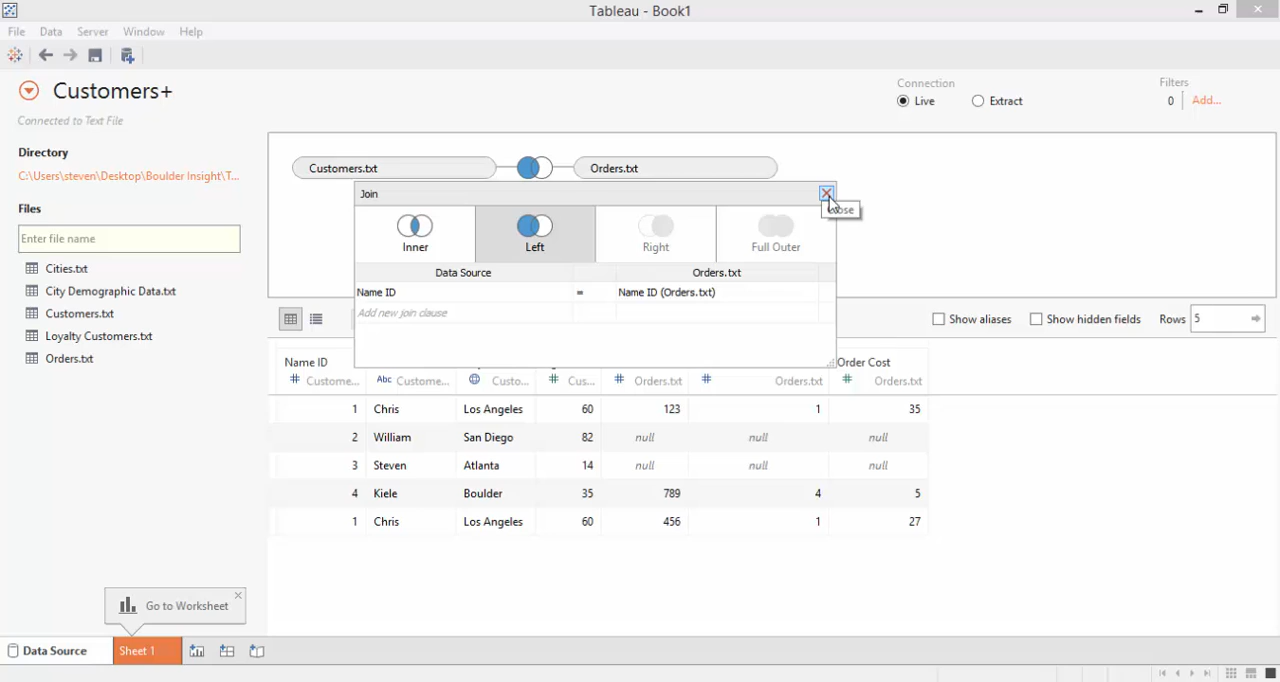 Tableau - Book1
File Data Server Window Help
Customers+
Connected to Text File
Connection
Live Extract
Filters
0 Add...
Directory
C:\Users\steven\Desktop\Boulder Insight\T...
Files
Enter file name
Cities.txt
City Demographic Data.txt
Customers.txt
Loyalty Customers.txt
Orders.txt
Customers.txt Orders.txt
Join
Inner Left Right Full Outer
Data Source Orders.txt
Name ID = Name ID (Orders.txt)
Add new join clause
Show aliases Show hidden fields Rows 5
Name ID Order Cost
# Custome... Abc Custome... Custo... # Cus... # Orders.txt # Orders.txt # Orders.txt
1 Chris Los Angeles 60 123 1 35
2 William San Diego 82 null null null
3 Steven Atlanta 14 null null null
4 Kiele Boulder 35 789 4 5
1 Chris Los Angeles 60 456 1 27
Go to Worksheet
Data Source Sheet 1